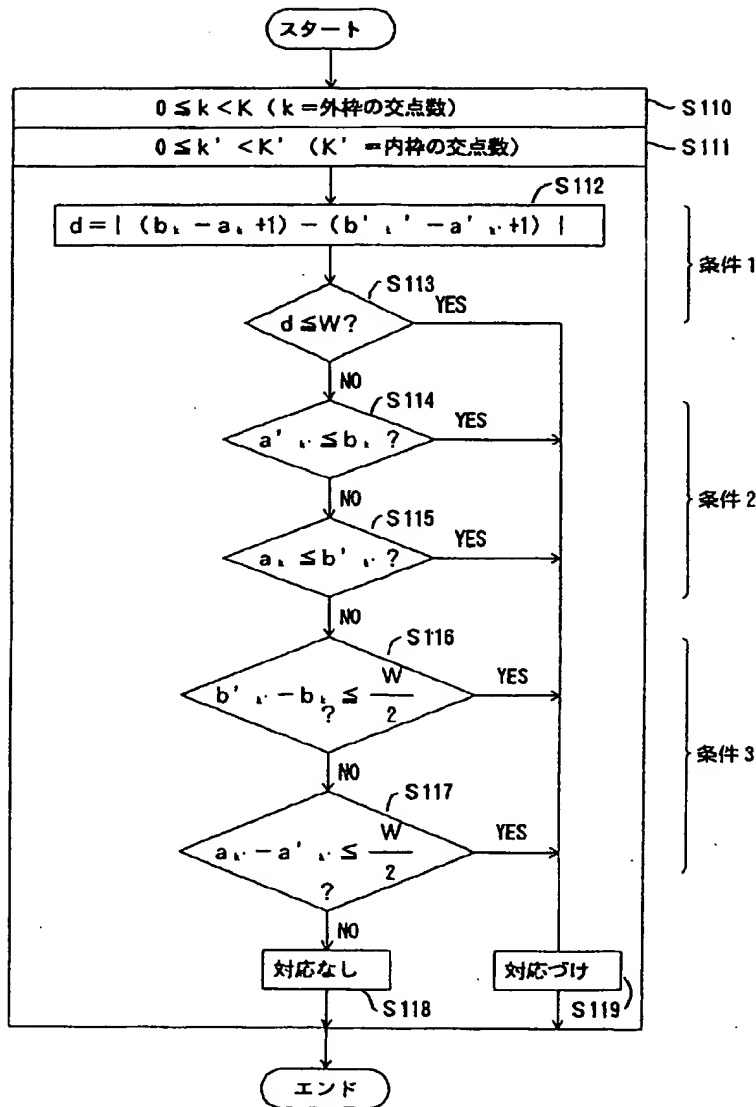 スタート
0 ≦ k < K ( k = 外枠の交点数)
S110
0 ≦ k' < K' ( K' = 内枠の交点数)
S111
S112
d = | (bₖ − aₖ +1) − (b'ₖ' − a'ₖ' +1) |
条件1
S113
d ≦ W?
YES
NO
S114
a'ₖ' ≦ bₖ ?
YES
NO
条件2
S115
aₖ ≦ b'ₖ' ?
YES
NO
S116
b'ₖ' − bₖ ≦ W/2
?
YES
NO
条件3
S117
aₖ' − a'ₖ' ≦ W/2
?
YES
NO
対応なし
対応づけ
S118
S119
エンド